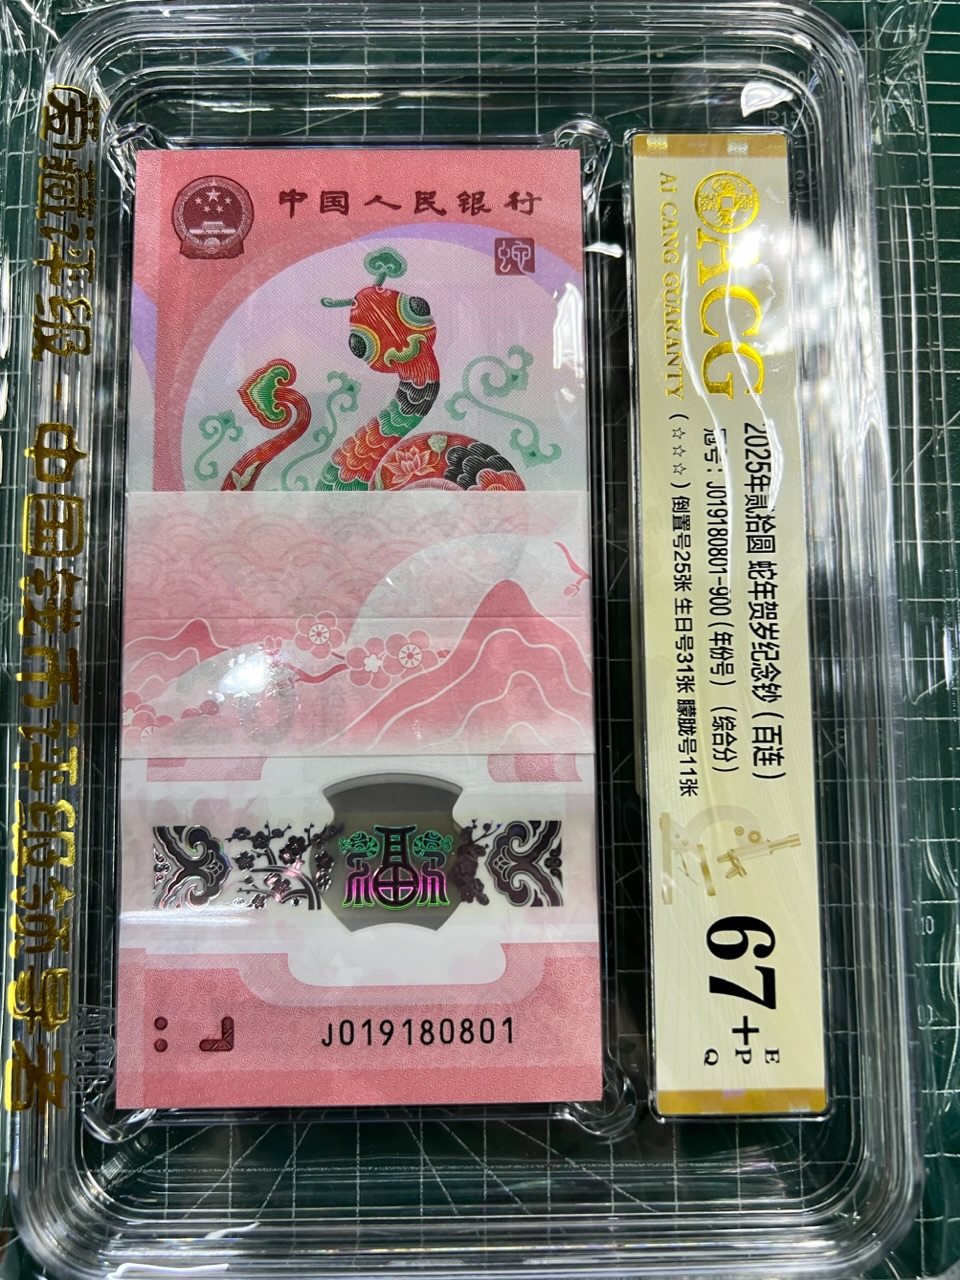 中国人民银行
蛇
福
J019180801
ACG
AI CANG GUARANTY
2025年贰拾圆 蛇年贺岁纪念钞（百连）
冠号：J019180801-900（年份号）（综合分）
（☆☆☆）倒置号25张 生日号31张 朦胧号11张
67+
E
P
Q
爱藏评级-中国钱币评级领导者